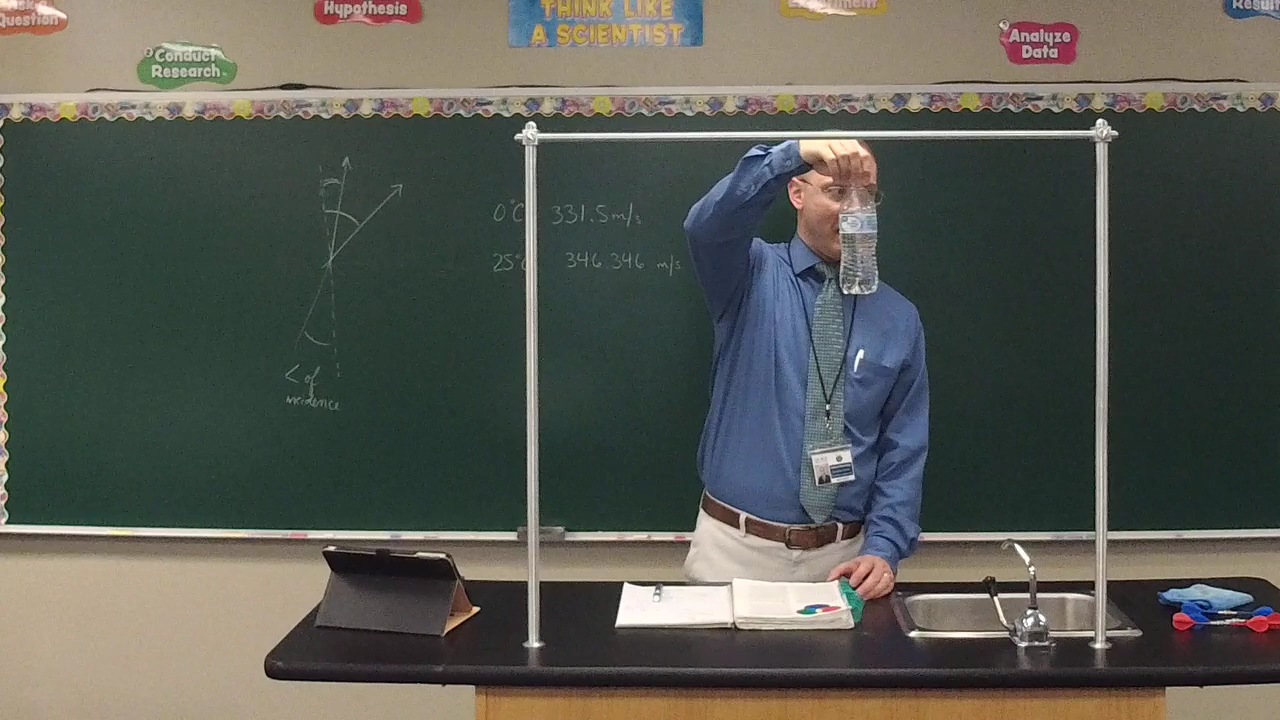 Question
Hypothesis
THINK LIKE
A SCIENTIST
Conduct
Research
Analyze
Data
0°C 331.5 m/s
25°C 346.346 m/s
< of
incidence